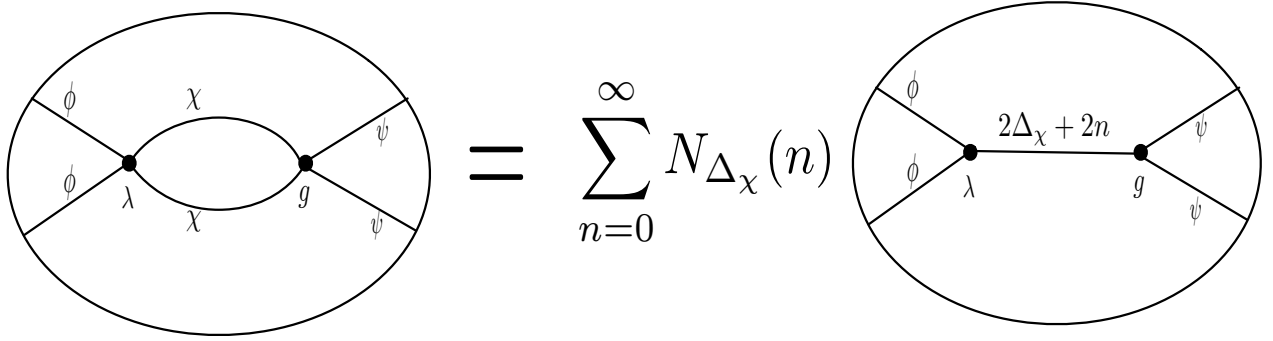 φ χ ψ
φ χ ψ
λ g
= ∞ ∑ n=0 N_{Δ_χ}(n)
φ 2Δ_χ + 2n ψ
φ λ g ψ